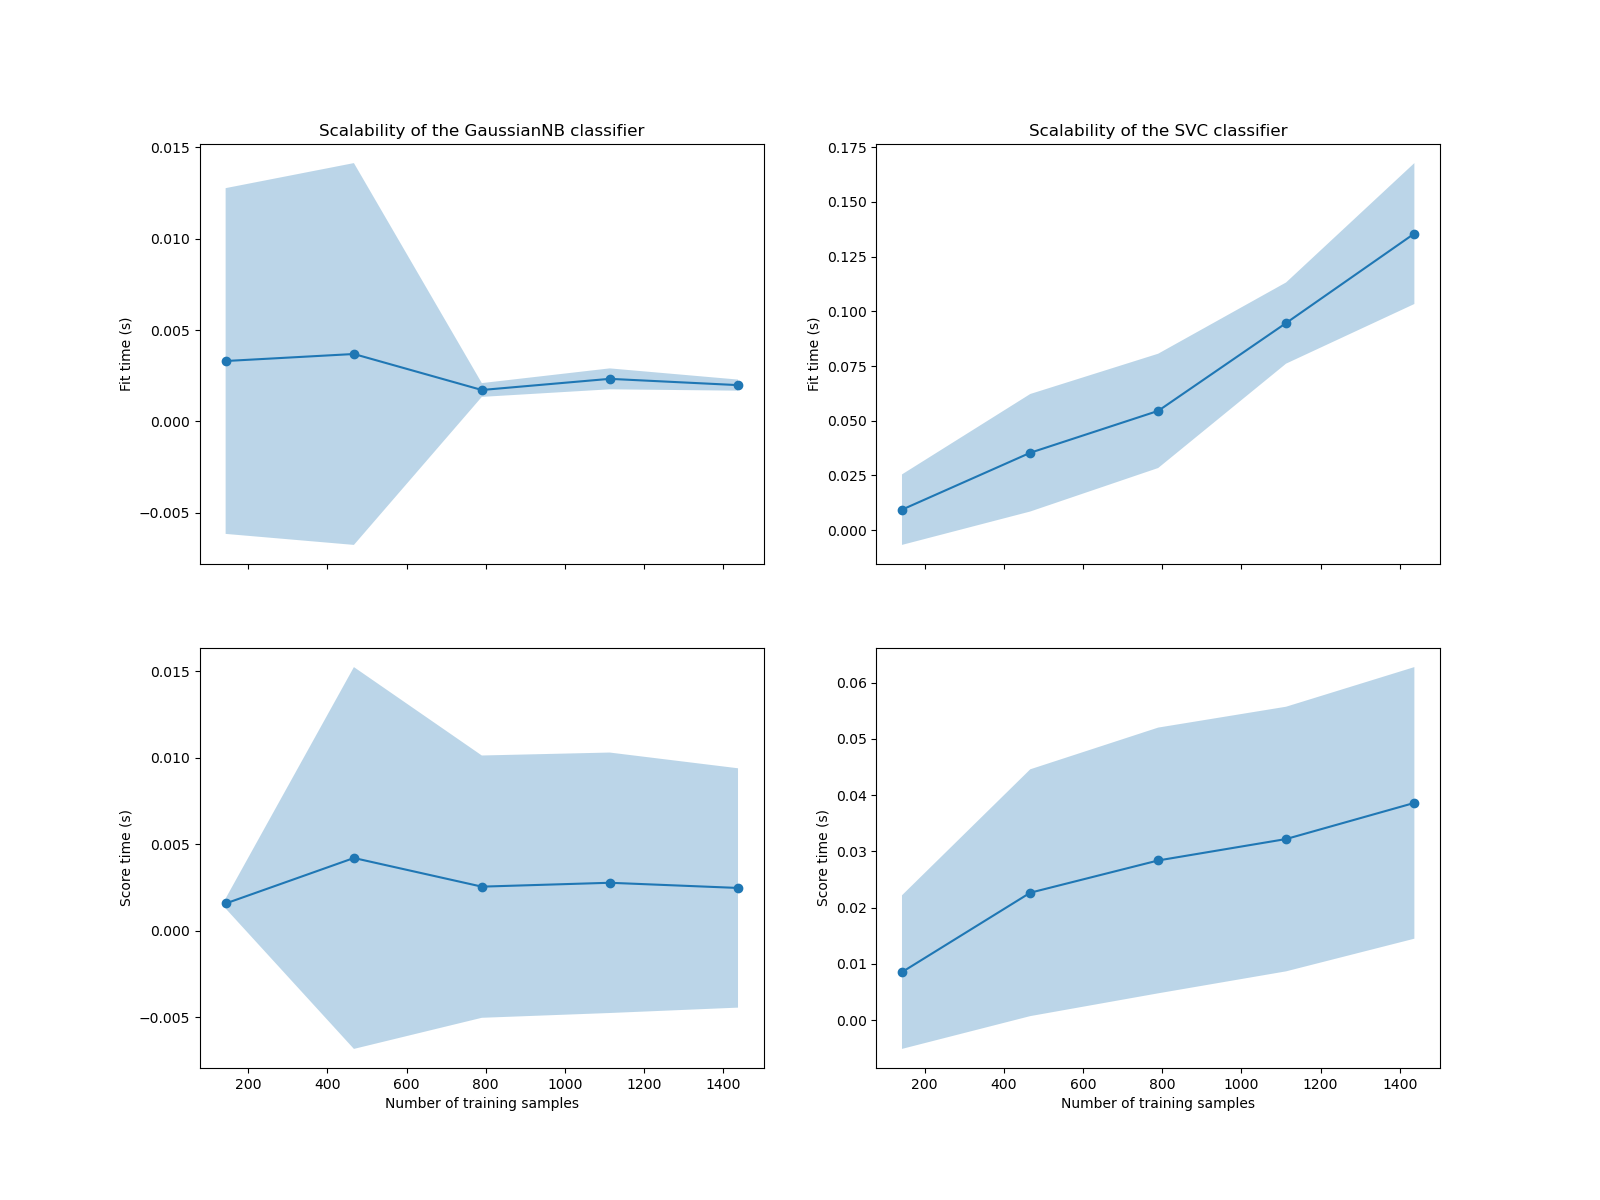 Scalability of the GaussianNB classifier
0.015
0.010
0.005
0.000
−0.005
Fit time (s)
Scalability of the SVC classifier
0.175
0.150
0.125
0.100
0.075
0.050
0.025
0.000
Fit time (s)
0.015
0.010
0.005
0.000
−0.005
Score time (s)
200 400 600 800 1000 1200 1400
Number of training samples
0.06
0.05
0.04
0.03
0.02
0.01
0.00
Score time (s)
200 400 600 800 1000 1200 1400
Number of training samples